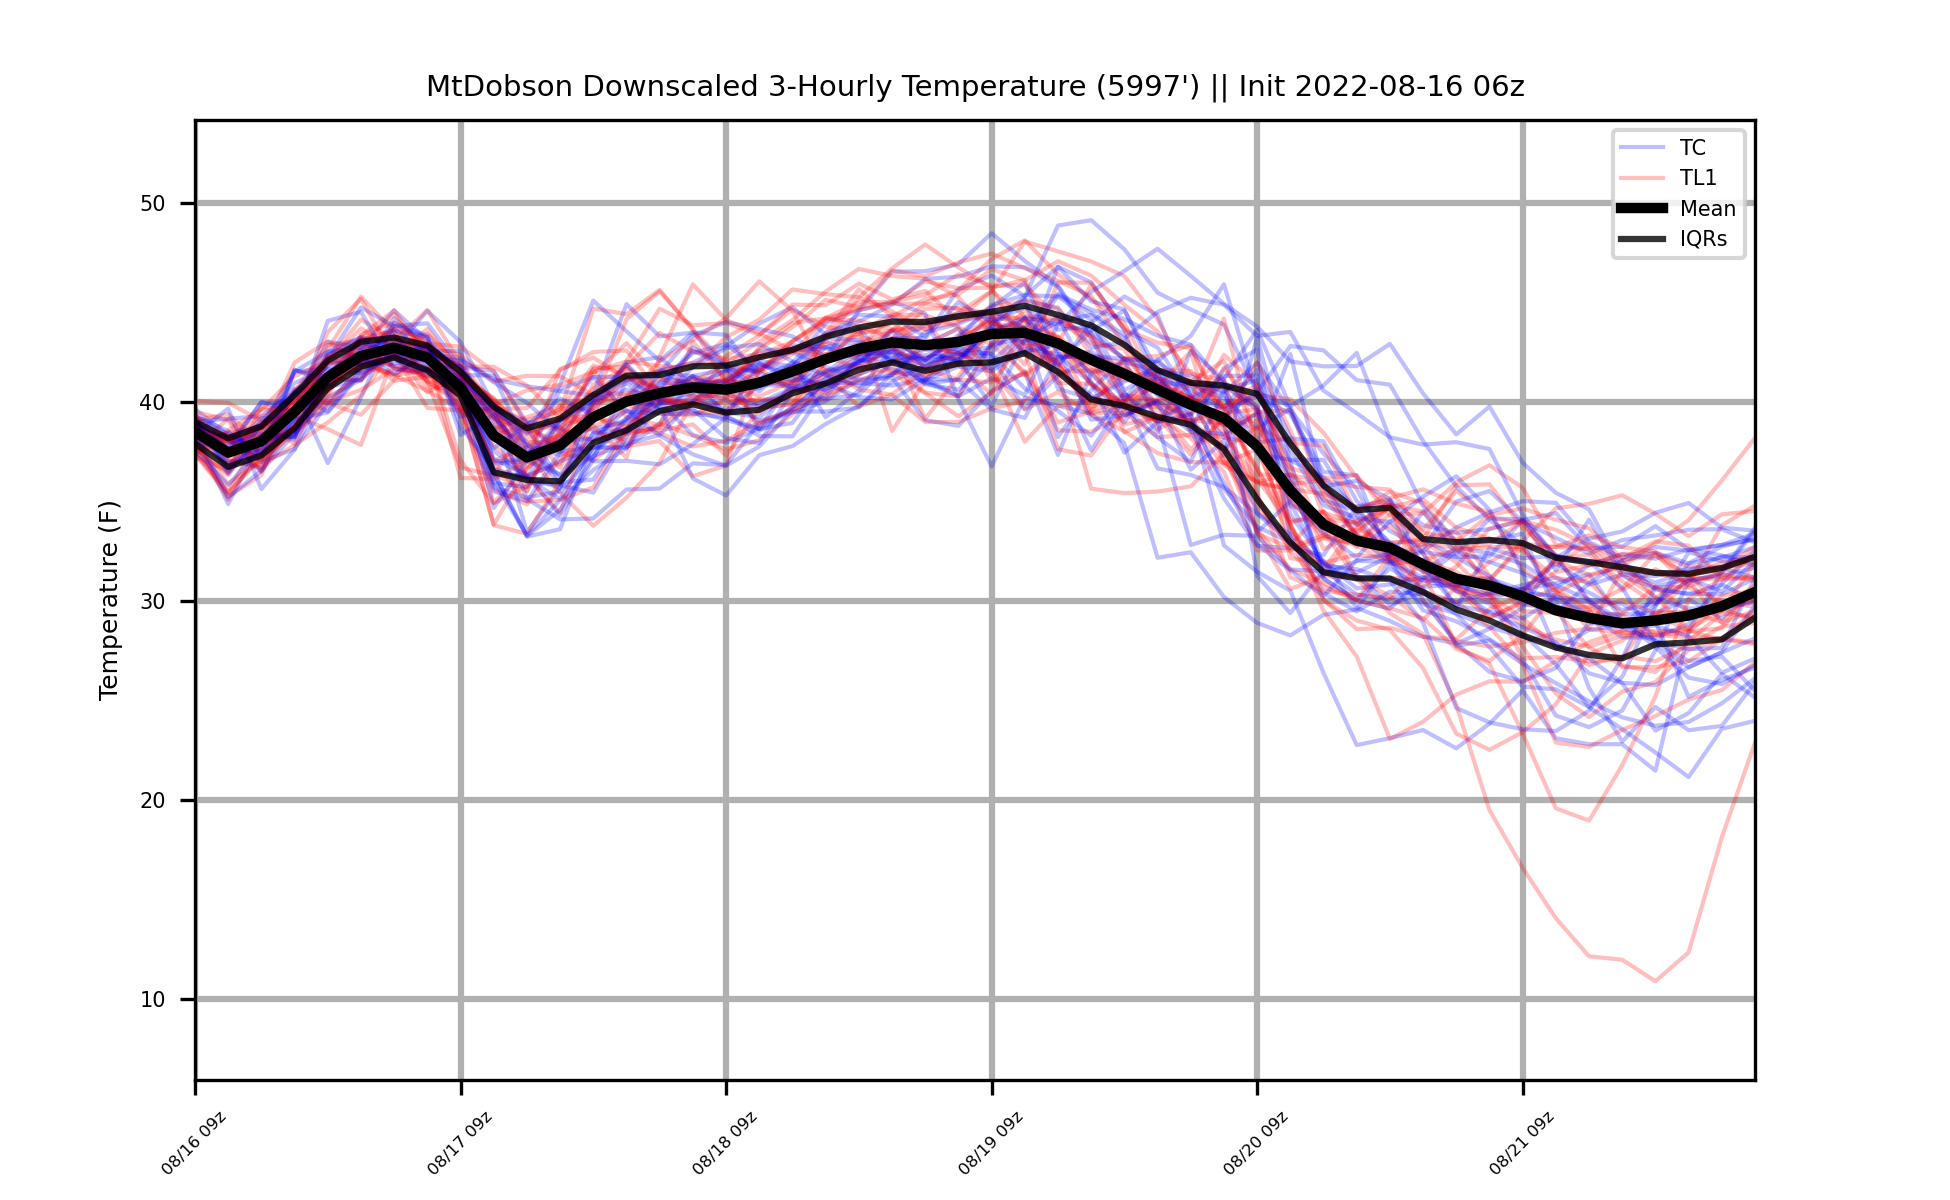 MtDobson Downscaled 3-Hourly Temperature (5997') || Init 2022-08-16 06z
TC
TL1
Mean
IQRs
Temperature (F)
50
40
30
20
10
08/16 09z
08/17 09z
08/18 09z
08/19 09z
08/20 09z
08/21 09z